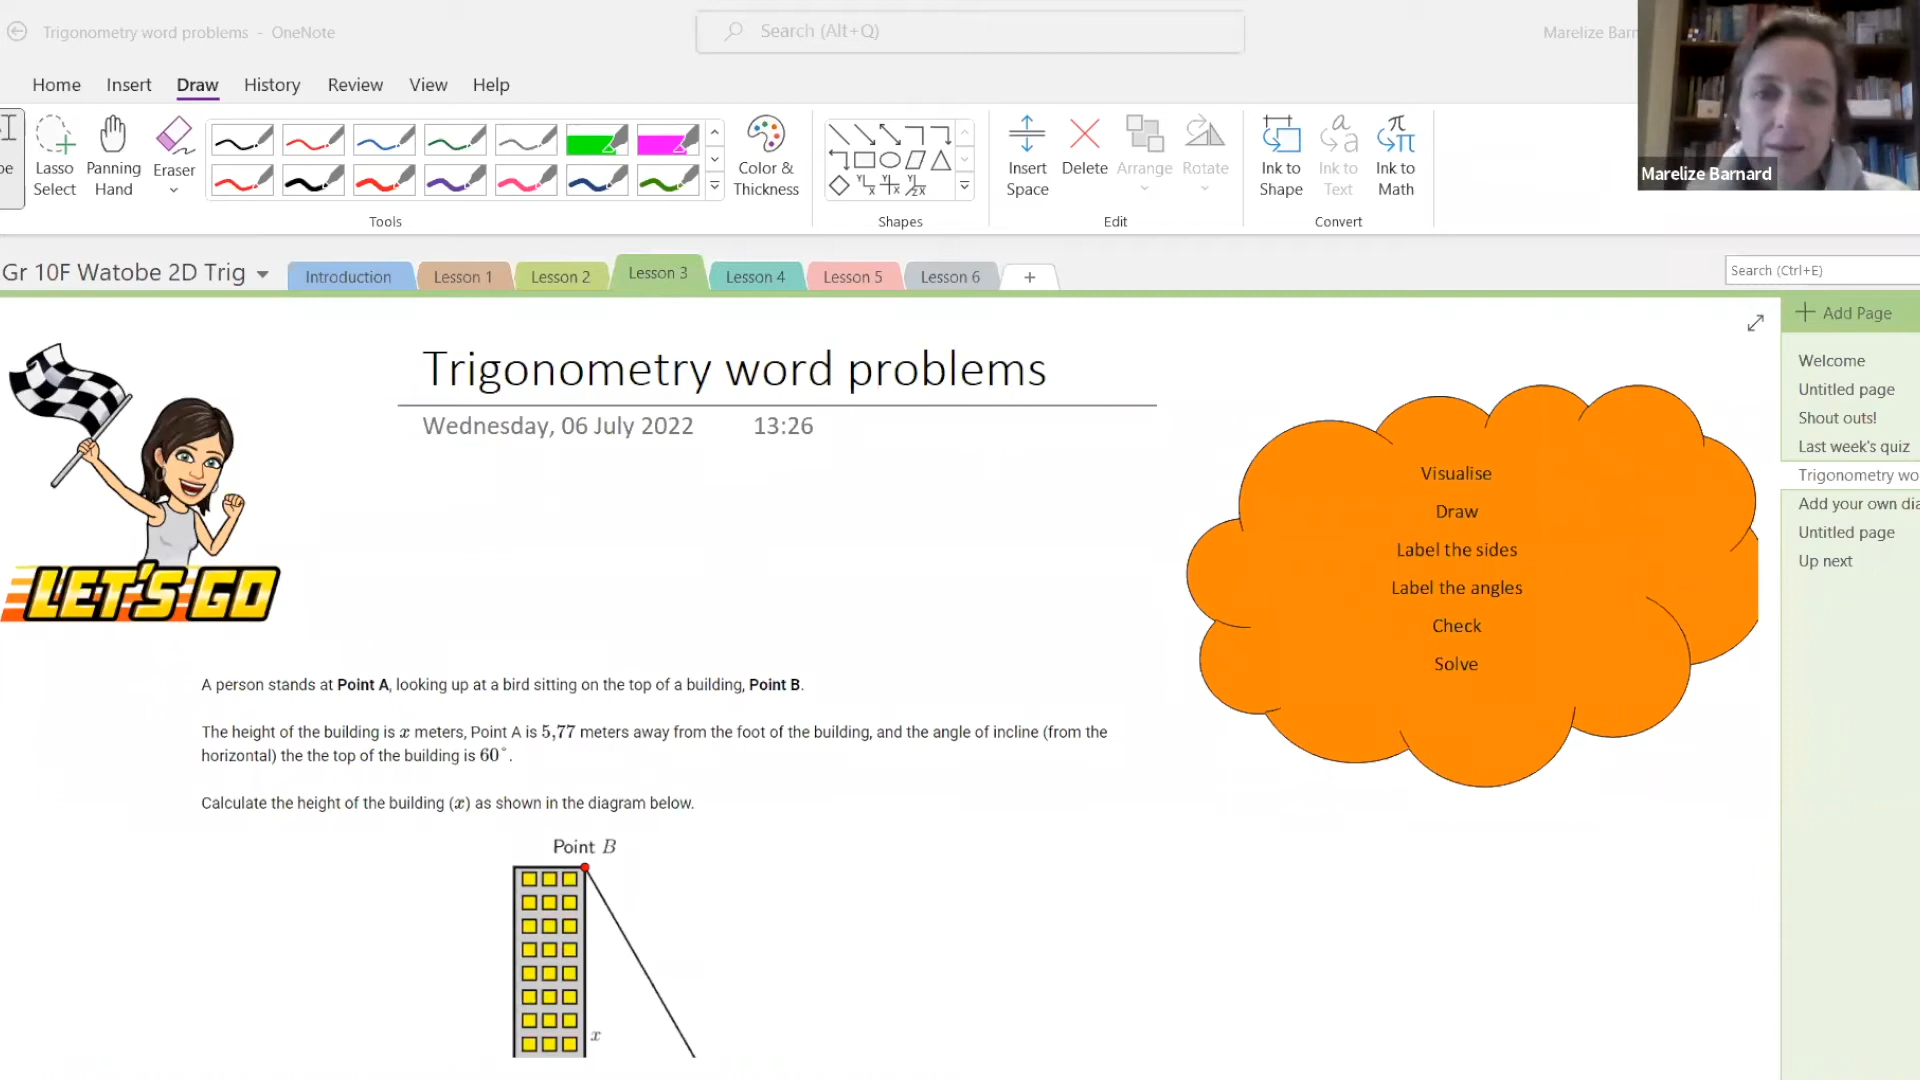 Trigonometry word problems - OneNote
Search (Alt+Q)
Marelize Barn
Marelize Barnard
Home Insert Draw History Review View Help
Lasso Select
Panning Hand
Eraser
Color & Thickness
Insert Space
Delete
Arrange
Rotate
Ink to Shape
Ink to Text
Ink to Math
Tools
Shapes
Edit
Convert
Gr 10F Watobe 2D Trig
Introduction Lesson 1 Lesson 2 Lesson 3 Lesson 4 Lesson 5 Lesson 6 +
Search (Ctrl+E)
Add Page
Welcome
Untitled page
Shout outs!
Last week's quiz
Trigonometry wo
Add your own dia
Untitled page
Up next
Trigonometry word problems
Wednesday, 06 July 2022 13:26
LET'S GO
Visualise
Draw
Label the sides
Label the angles
Check
Solve
A person stands at Point A, looking up at a bird sitting on the top of a building, Point B.
The height of the building is x meters, Point A is 5,77 meters away from the foot of the building, and the angle of incline (from the
horizontal) the the top of the building is 60°.
Calculate the height of the building (x) as shown in the diagram below.
Point B
x